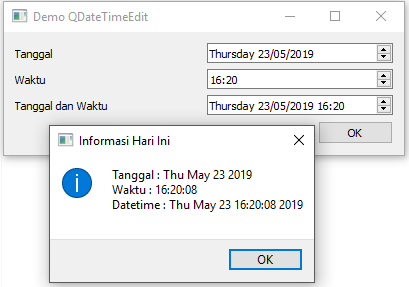 Demo QDateTimeEdit
Tanggal Thursday 23/05/2019
Waktu 16:20
Tanggal dan Waktu Thursday 23/05/2019 16:20
OK
Informasi Hari Ini
Tanggal : Thu May 23 2019
Waktu : 16:20:08
Datetime : Thu May 23 16:20:08 2019
OK